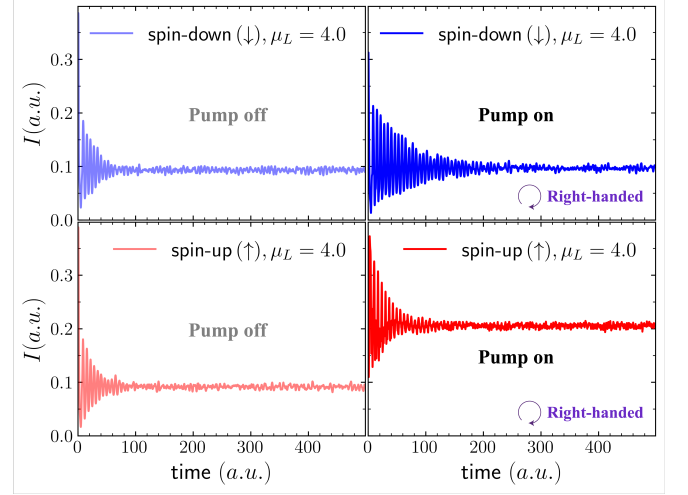 spin-down (↓), μ_L = 4.0
spin-down (↓), μ_L = 4.0
Pump off
Pump on
Right-handed
I(a.u.)
0.3
0.2
0.1
0.0
spin-up (↑), μ_L = 4.0
spin-up (↑), μ_L = 4.0
Pump off
Pump on
Right-handed
I(a.u.)
0.3
0.2
0.1
0.0
0 100 200 300 400
0 100 200 300 400
time (a.u.)
time (a.u.)